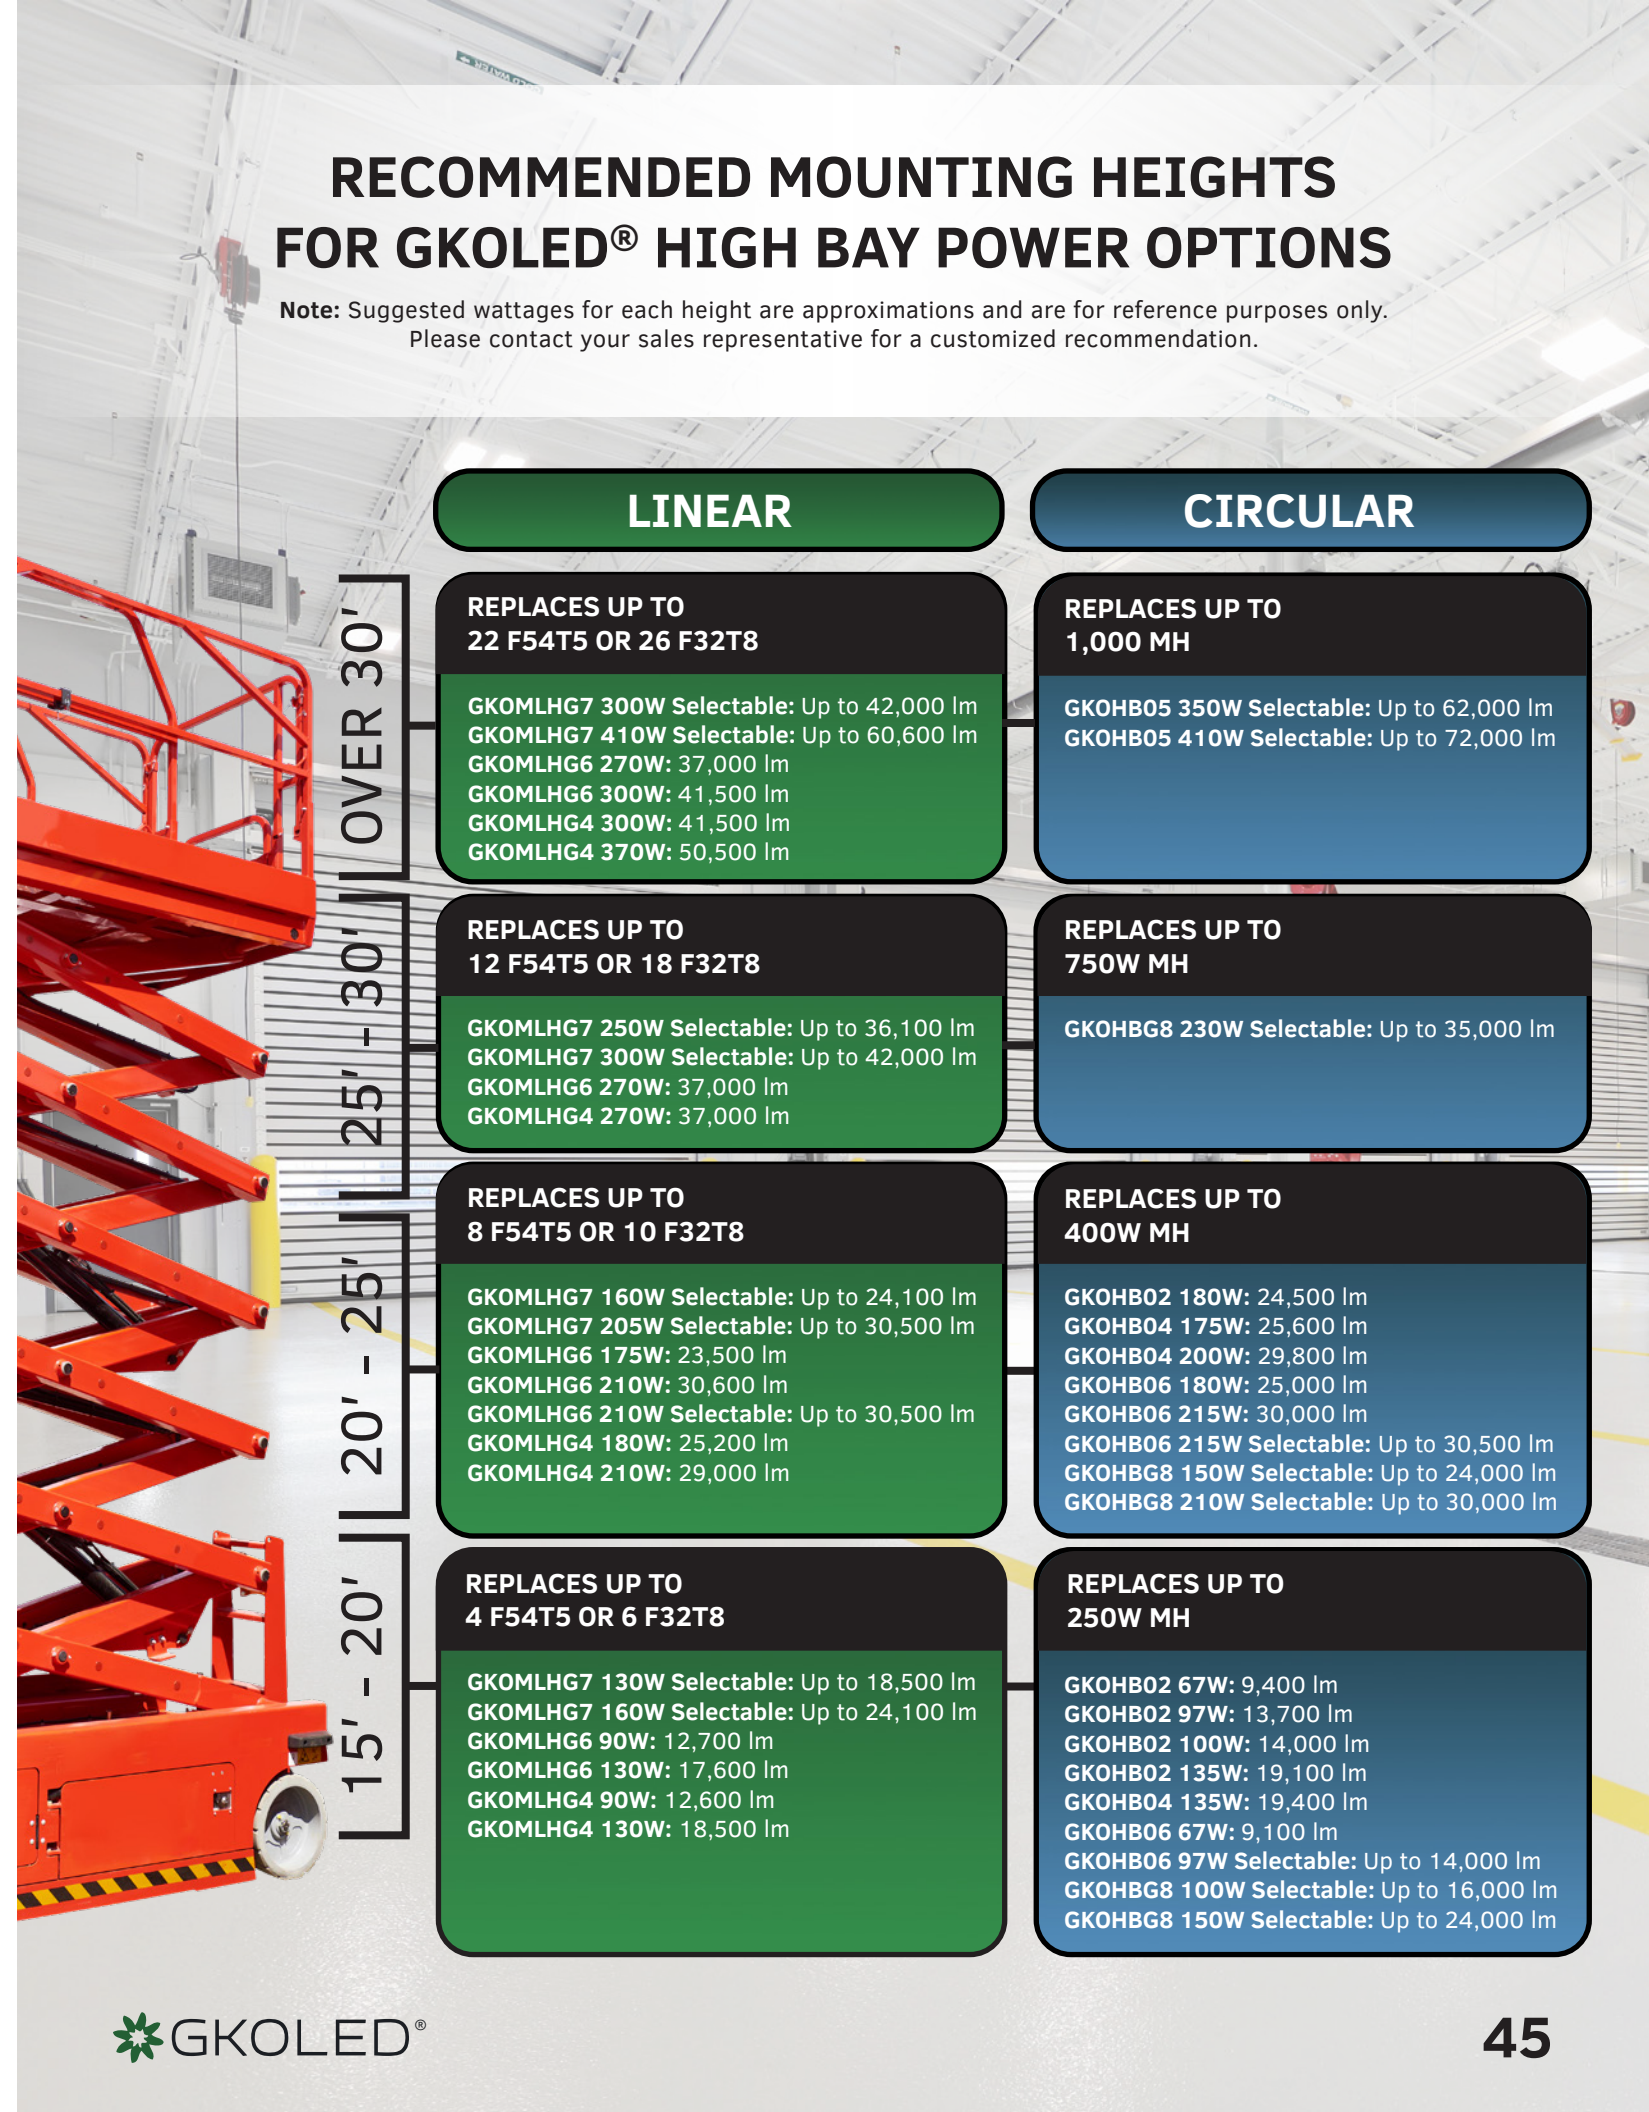 RECOMMENDED MOUNTING HEIGHTS
FOR GKOLED® HIGH BAY POWER OPTIONS
Note: Suggested wattages for each height are approximations and are for reference purposes only.
Please contact your sales representative for a customized recommendation.
LINEAR
CIRCULAR
OVER 30'
REPLACES UP TO
22 F54T5 OR 26 F32T8
GKOMLHG7 300W Selectable: Up to 42,000 lm
GKOMLHG7 410W Selectable: Up to 60,600 lm
GKOMLHG6 270W: 37,000 lm
GKOMLHG6 300W: 41,500 lm
GKOMLHG4 300W: 41,500 lm
GKOMLHG4 370W: 50,500 lm
REPLACES UP TO
1,000 MH
GKOHB05 350W Selectable: Up to 62,000 lm
GKOHB05 410W Selectable: Up to 72,000 lm
25' - 30'
REPLACES UP TO
12 F54T5 OR 18 F32T8
GKOMLHG7 250W Selectable: Up to 36,100 lm
GKOMLHG7 300W Selectable: Up to 42,000 lm
GKOMLHG6 270W: 37,000 lm
GKOMLHG4 270W: 37,000 lm
REPLACES UP TO
750W MH
GKOHBG8 230W Selectable: Up to 35,000 lm
20' - 25'
REPLACES UP TO
8 F54T5 OR 10 F32T8
GKOMLHG7 160W Selectable: Up to 24,100 lm
GKOMLHG7 205W Selectable: Up to 30,500 lm
GKOMLHG6 175W: 23,500 lm
GKOMLHG6 210W: 30,600 lm
GKOMLHG6 210W Selectable: Up to 30,500 lm
GKOMLHG4 180W: 25,200 lm
GKOMLHG4 210W: 29,000 lm
REPLACES UP TO
400W MH
GKOHB02 180W: 24,500 lm
GKOHB04 175W: 25,600 lm
GKOHB04 200W: 29,800 lm
GKOHB06 180W: 25,000 lm
GKOHB06 215W: 30,000 lm
GKOHB06 215W Selectable: Up to 30,500 lm
GKOHBG8 150W Selectable: Up to 24,000 lm
GKOHBG8 210W Selectable: Up to 30,000 lm
15' - 20'
REPLACES UP TO
4 F54T5 OR 6 F32T8
GKOMLHG7 130W Selectable: Up to 18,500 lm
GKOMLHG7 160W Selectable: Up to 24,100 lm
GKOMLHG6 90W: 12,700 lm
GKOMLHG6 130W: 17,600 lm
GKOMLHG4 90W: 12,600 lm
GKOMLHG4 130W: 18,500 lm
REPLACES UP TO
250W MH
GKOHB02 67W: 9,400 lm
GKOHB02 97W: 13,700 lm
GKOHB02 100W: 14,000 lm
GKOHB02 135W: 19,100 lm
GKOHB04 135W: 19,400 lm
GKOHB06 67W: 9,100 lm
GKOHB06 97W Selectable: Up to 14,000 lm
GKOHBG8 100W Selectable: Up to 16,000 lm
GKOHBG8 150W Selectable: Up to 24,000 lm
GKOLED®
45